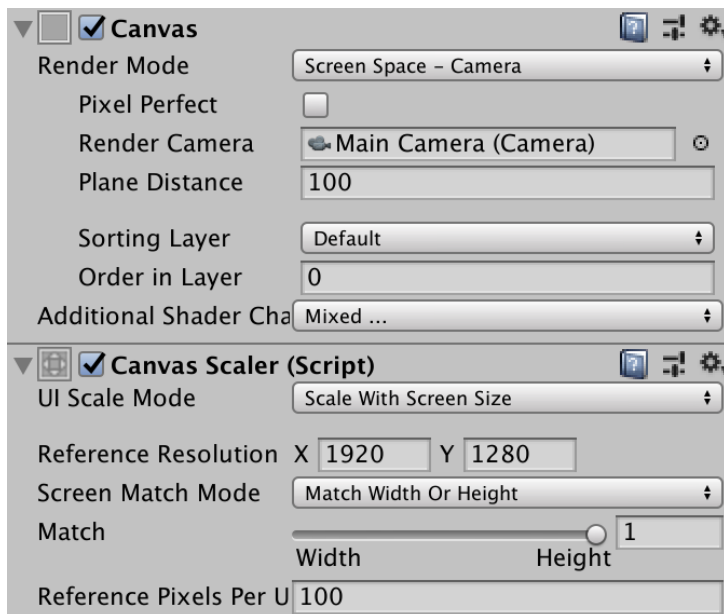 Canvas
Render Mode Screen Space - Camera
Pixel Perfect
Render Camera Main Camera (Camera)
Plane Distance 100
Sorting Layer Default
Order in Layer 0
Additional Shader Cha Mixed ...
Canvas Scaler (Script)
UI Scale Mode Scale With Screen Size
Reference Resolution X 1920 Y 1280
Screen Match Mode Match Width Or Height
Match 1
Width Height
Reference Pixels Per U 100